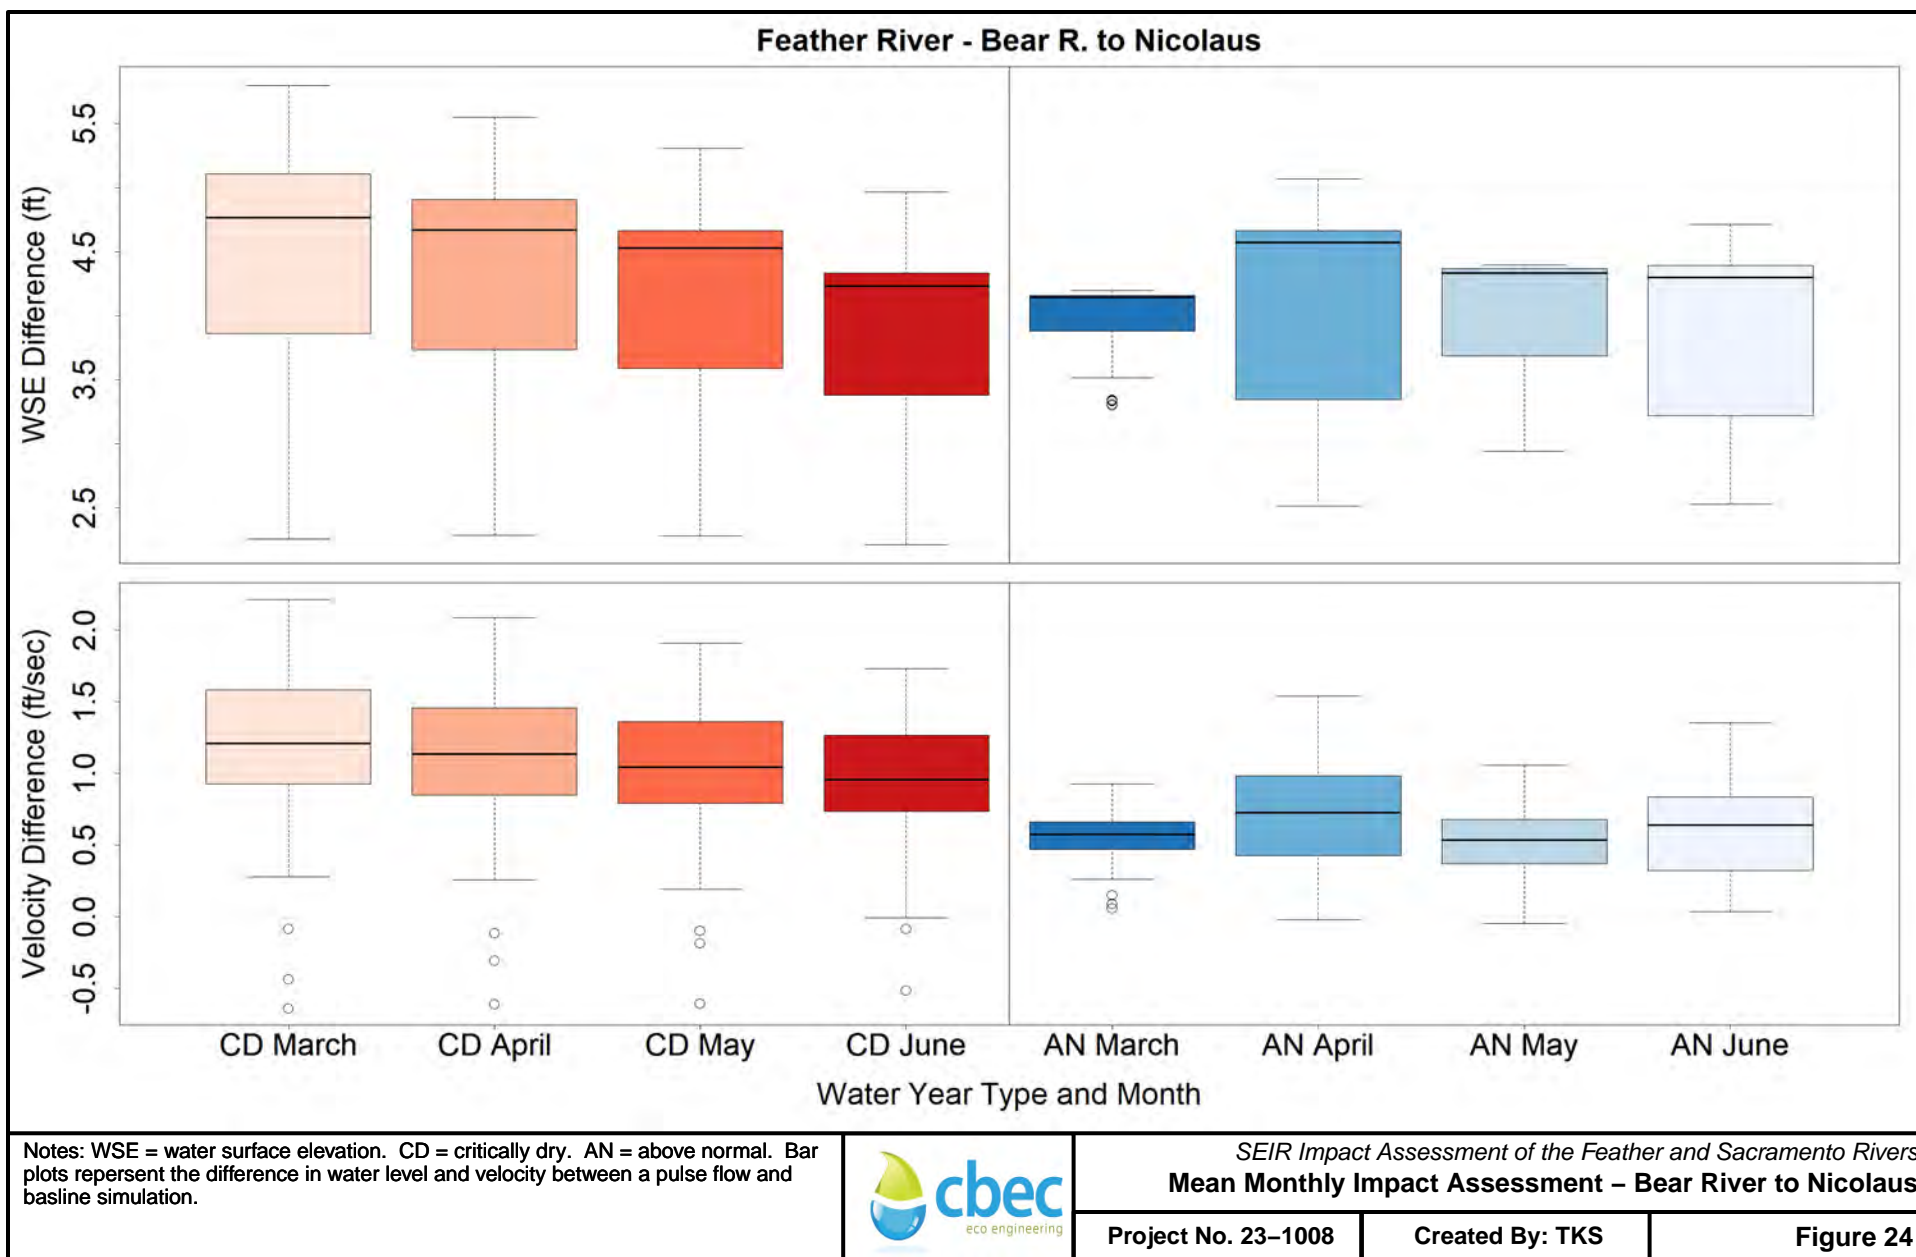 Feather River - Bear R. to Nicolaus
WSE Difference (ft)
5.5
4.5
3.5
2.5
Velocity Difference (ft/sec)
2.0
1.5
1.0
0.5
0.0
-0.5
CD March CD April CD May CD June AN March AN April AN May AN June
Water Year Type and Month
Notes: WSE = water surface elevation. CD = critically dry. AN = above normal. Bar
plots repersent the difference in water level and velocity between a pulse flow and
basline simulation.
cbec
eco engineering
SEIR Impact Assessment of the Feather and Sacramento Rivers
Mean Monthly Impact Assessment – Bear River to Nicolaus
Project No. 23–1008
Created By: TKS
Figure 24